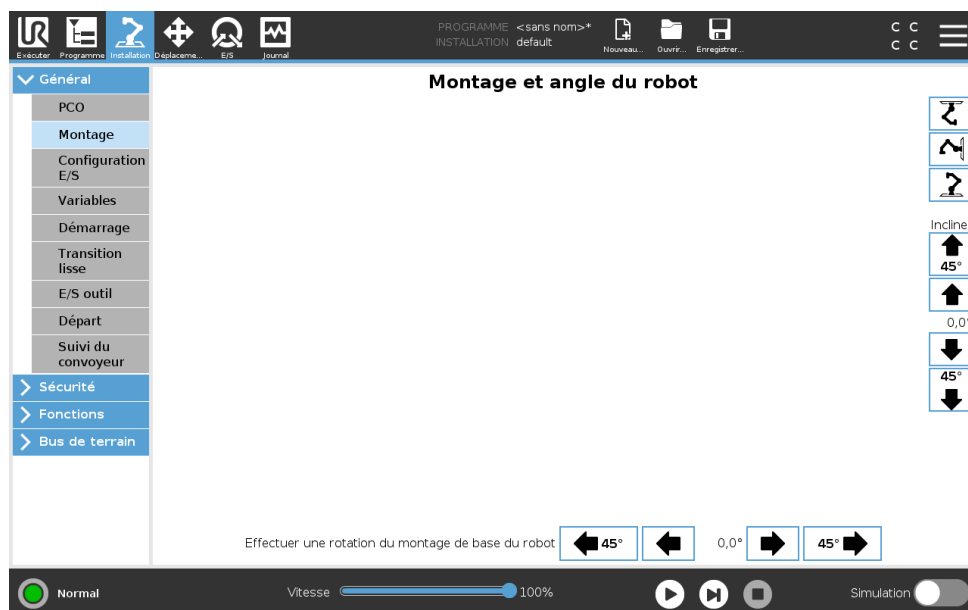 PROGRAMME <sans nom>*
INSTALLATION default
C C
C C
Exécuter Programme Installation Déplaceme... E/S Journal Nouveau... Ouvrir... Enregistrer...
Général
PCO
Montage
Configuration
E/S
Variables
Démarrage
Transition
lisse
E/S outil
Départ
Suivi du
convoyeur
Sécurité
Fonctions
Bus de terrain
Montage et angle du robot
Incline
45°
0,0°
45°
Effectuer une rotation du montage de base du robot 45° 0,0° 45°
Normal Vitesse 100% Simulation